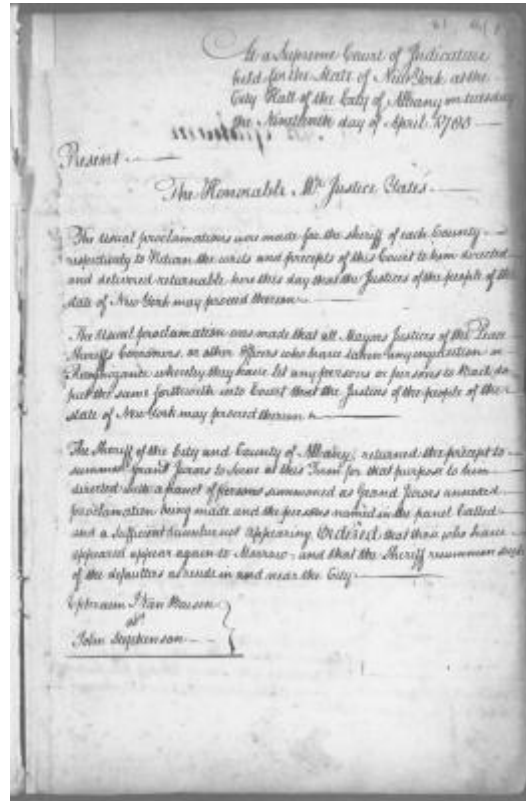 At a Supreme Court of Judicature
held for the State of New York at the
City Hall of the City of Albany on tuesday
the Nineteenth day of April
Present
The Honorable Mr. Justice Yates
The Usual proclamations were made for the sheriff of each County
respectively to Return the writs and precepts of this Court to him directed
and delivered returnable here this day that the Justices of the people of the
state of New York may proceed thereon
The Usual proclamation was made that all Mayors Justices of the Peace
Sheriffs Coroners, or other Officers who have taken any inquisition or
Recognizance whereby they have let any persons or persons to do
put the same forthwith into Court that the Justices of the people of the
state of New York may proceed thereon &
The Sheriff of the City and County of Albany, returned the precept to
summon grand Jurors to Serve at this Term for that purpose to him
directed with a panel of persons summoned as Grand Jurors annexed
proclamation being made and the persons named in the panel Called
and a sufficient number not appearing Ordered that those who have
appeared appear again to Morrow, and that the Sheriff resummon such
of the defaulters as reside in and near the City
Ephraim Van
John